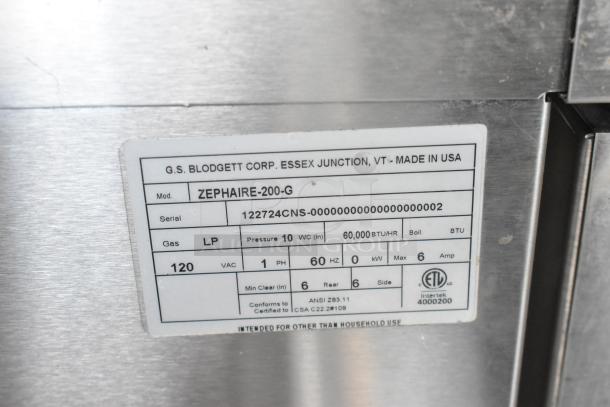 G.S. BLODGETT CORP. ESSEX JUNCTION, VT - MADE IN USA
Mod. ZEPHAIRE-200-G
Serial 122724CNS-00000000000000000002
Gas LP Pressure 10 WC (in) 60,000 BTU/HR Boil BTU
120 VAC 1 PH 60 HZ 0 kW Max 6 Amp
Min Clear (in) 6 Rear 6 Side
Conforms to ANSI Z83.11
Certified to CSA C22.2#109
ETL
Intertek
4000200
INTENDED FOR OTHER THAN HOUSEHOLD USE
GROUP